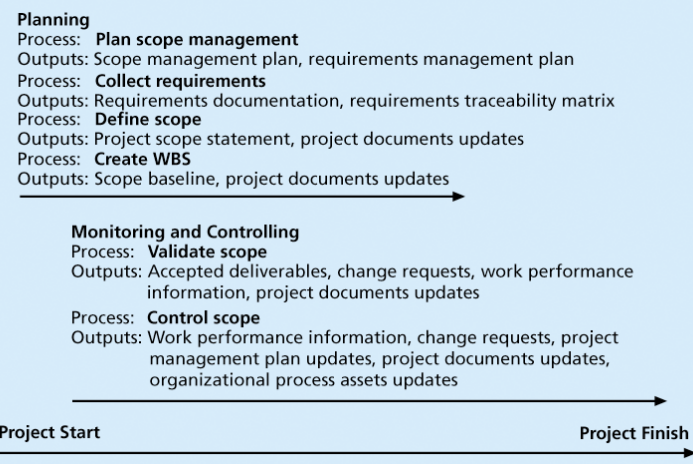 Planning
Process: Plan scope management
Outputs: Scope management plan, requirements management plan
Process: Collect requirements
Outputs: Requirements documentation, requirements traceability matrix
Process: Define scope
Outputs: Project scope statement, project documents updates
Process: Create WBS
Outputs: Scope baseline, project documents updates
Monitoring and Controlling
Process: Validate scope
Outputs: Accepted deliverables, change requests, work performance
information, project documents updates
Process: Control scope
Outputs: Work performance information, change requests, project
management plan updates, project documents updates,
organizational process assets updates
Project Start
Project Finish